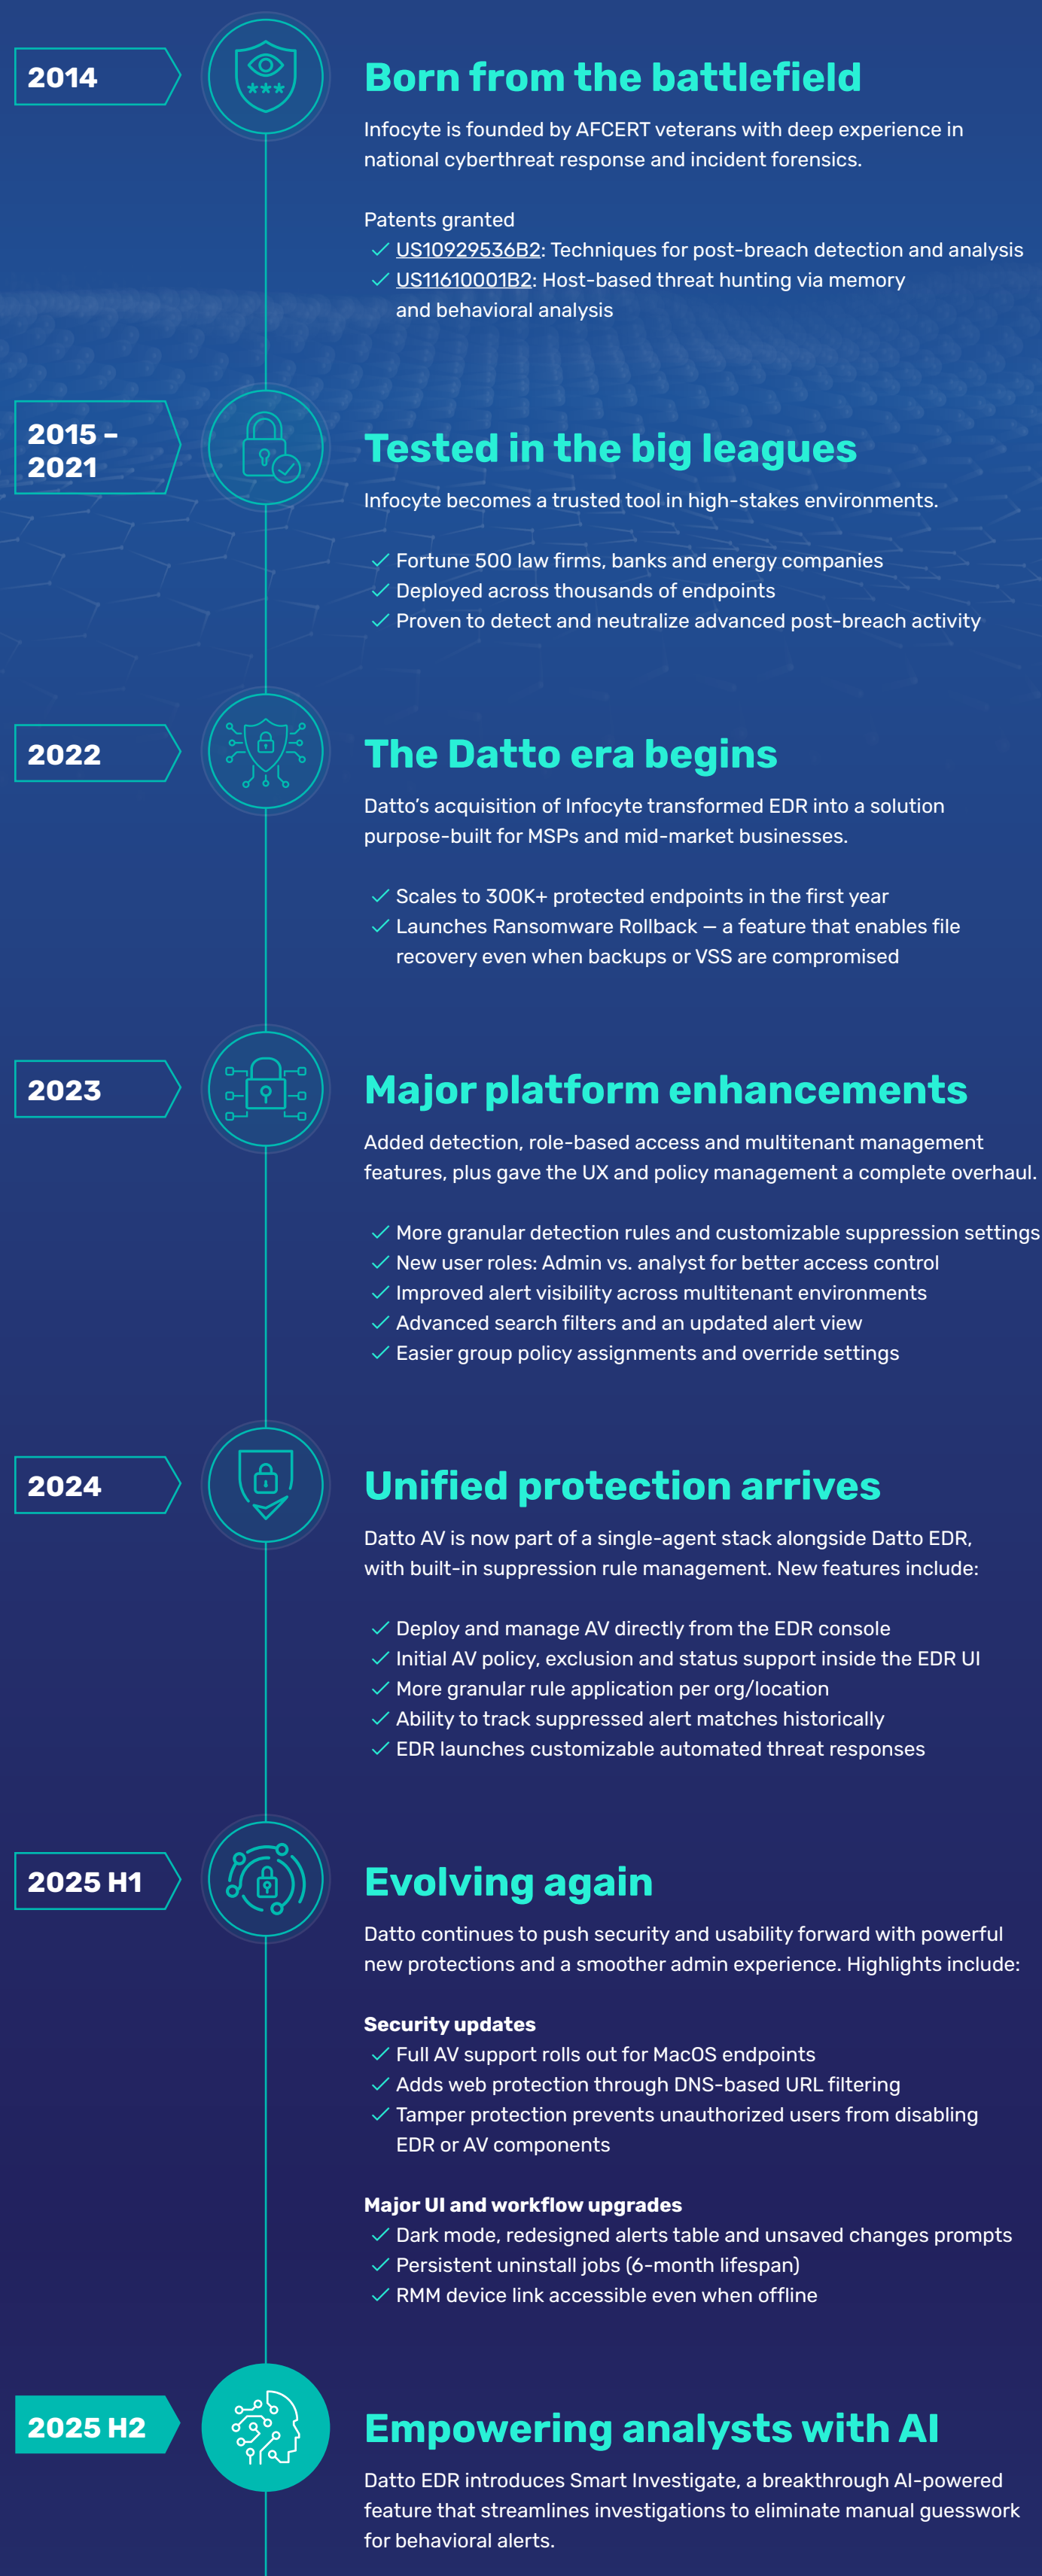 2014
Born from the battlefield
Infocyte is founded by AFCERT veterans with deep experience in
national cyberthreat response and incident forensics.
Patents granted
US10929536B2: Techniques for post-breach detection and analysis
US11610001B2: Host-based threat hunting via memory
and behavioral analysis
2015 –
2021
Tested in the big leagues
Infocyte becomes a trusted tool in high-stakes environments.
Fortune 500 law firms, banks and energy companies
Deployed across thousands of endpoints
Proven to detect and neutralize advanced post-breach activity
2022
The Datto era begins
Datto’s acquisition of Infocyte transformed EDR into a solution
purpose-built for MSPs and mid-market businesses.
Scales to 300K+ protected endpoints in the first year
Launches Ransomware Rollback — a feature that enables file
recovery even when backups or VSS are compromised
2023
Major platform enhancements
Added detection, role-based access and multitenant management
features, plus gave the UX and policy management a complete overhaul.
More granular detection rules and customizable suppression settings
New user roles: Admin vs. analyst for better access control
Improved alert visibility across multitenant environments
Advanced search filters and an updated alert view
Easier group policy assignments and override settings
2024
Unified protection arrives
Datto AV is now part of a single-agent stack alongside Datto EDR,
with built-in suppression rule management. New features include:
Deploy and manage AV directly from the EDR console
Initial AV policy, exclusion and status support inside the EDR UI
More granular rule application per org/location
Ability to track suppressed alert matches historically
EDR launches customizable automated threat responses
2025 H1
Evolving again
Datto continues to push security and usability forward with powerful
new protections and a smoother admin experience. Highlights include:
Security updates
Full AV support rolls out for MacOS endpoints
Adds web protection through DNS-based URL filtering
Tamper protection prevents unauthorized users from disabling
EDR or AV components
Major UI and workflow upgrades
Dark mode, redesigned alerts table and unsaved changes prompts
Persistent uninstall jobs (6-month lifespan)
RMM device link accessible even when offline
2025 H2
Empowering analysts with AI
Datto EDR introduces Smart Investigate, a breakthrough AI-powered
feature that streamlines investigations to eliminate manual guesswork
for behavioral alerts.